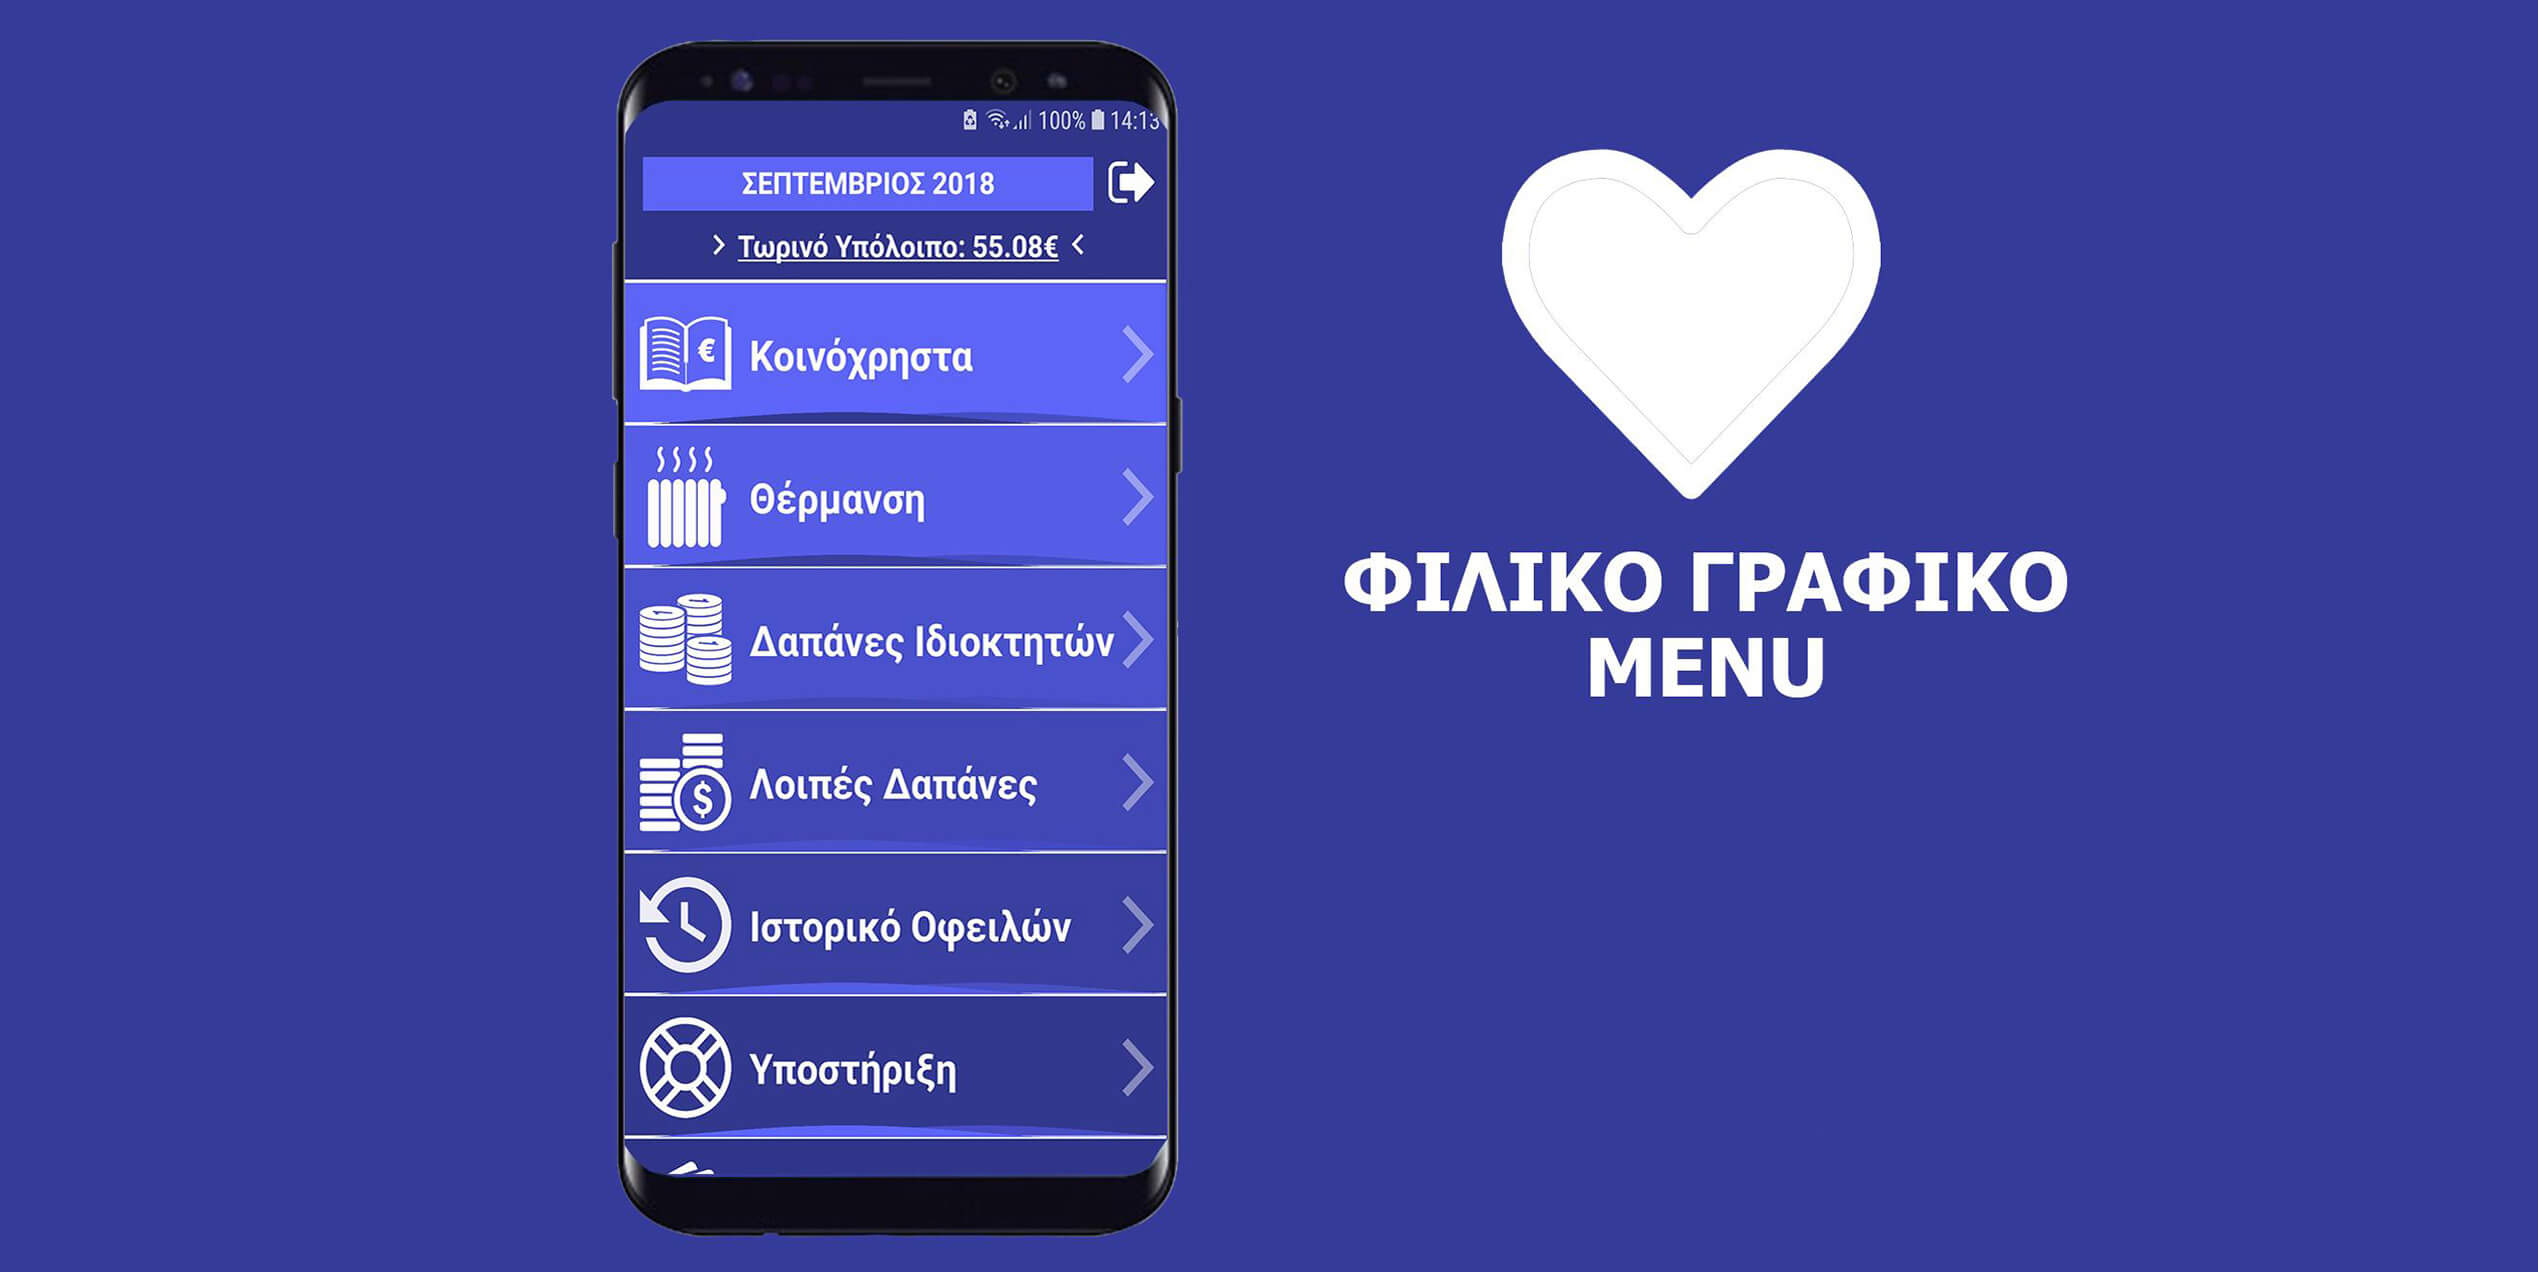 100% 14:13
ΣΕΠΤΕΜΒΡΙΟΣ 2018
Τωρινό Υπόλοιπο: 55.08€
€ Κοινόχρηστα
Θέρμανση
Δαπάνες Ιδιοκτητών
$ Λοιπές Δαπάνες
Ιστορικό Οφειλών
Υποστήριξη
ΦΙΛΙΚΟ ΓΡΑΦΙΚΟ
MENU